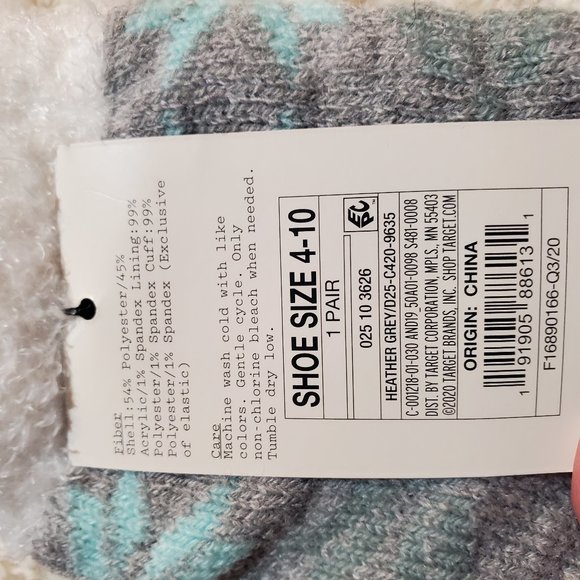 Fiber
Shell:54% Polyester/45%
Acrylic/1% Spandex Lining:99%
Polyester/1% Spandex Cuff:99%
Polyester/1% Spandex (Exclusive
of elastic)
Care
Machine wash cold with like
colors. Gentle cycle. Only
non-chlorine bleach when needed.
Tumble dry low.
SHOE SIZE 4-10
1 PAIR
025 10 3626
HEATHER GREY/D25-C420-9635
C-001218-01-030 AND19 50A01-0098 S481-0008
DIST. BY TARGET CORPORATION, MPLS., MN 55403
©2020 TARGET BRANDS, INC. SHOP TARGET.COM
ORIGIN: CHINA
1 91905 88613 1
F16890166-Q3/20